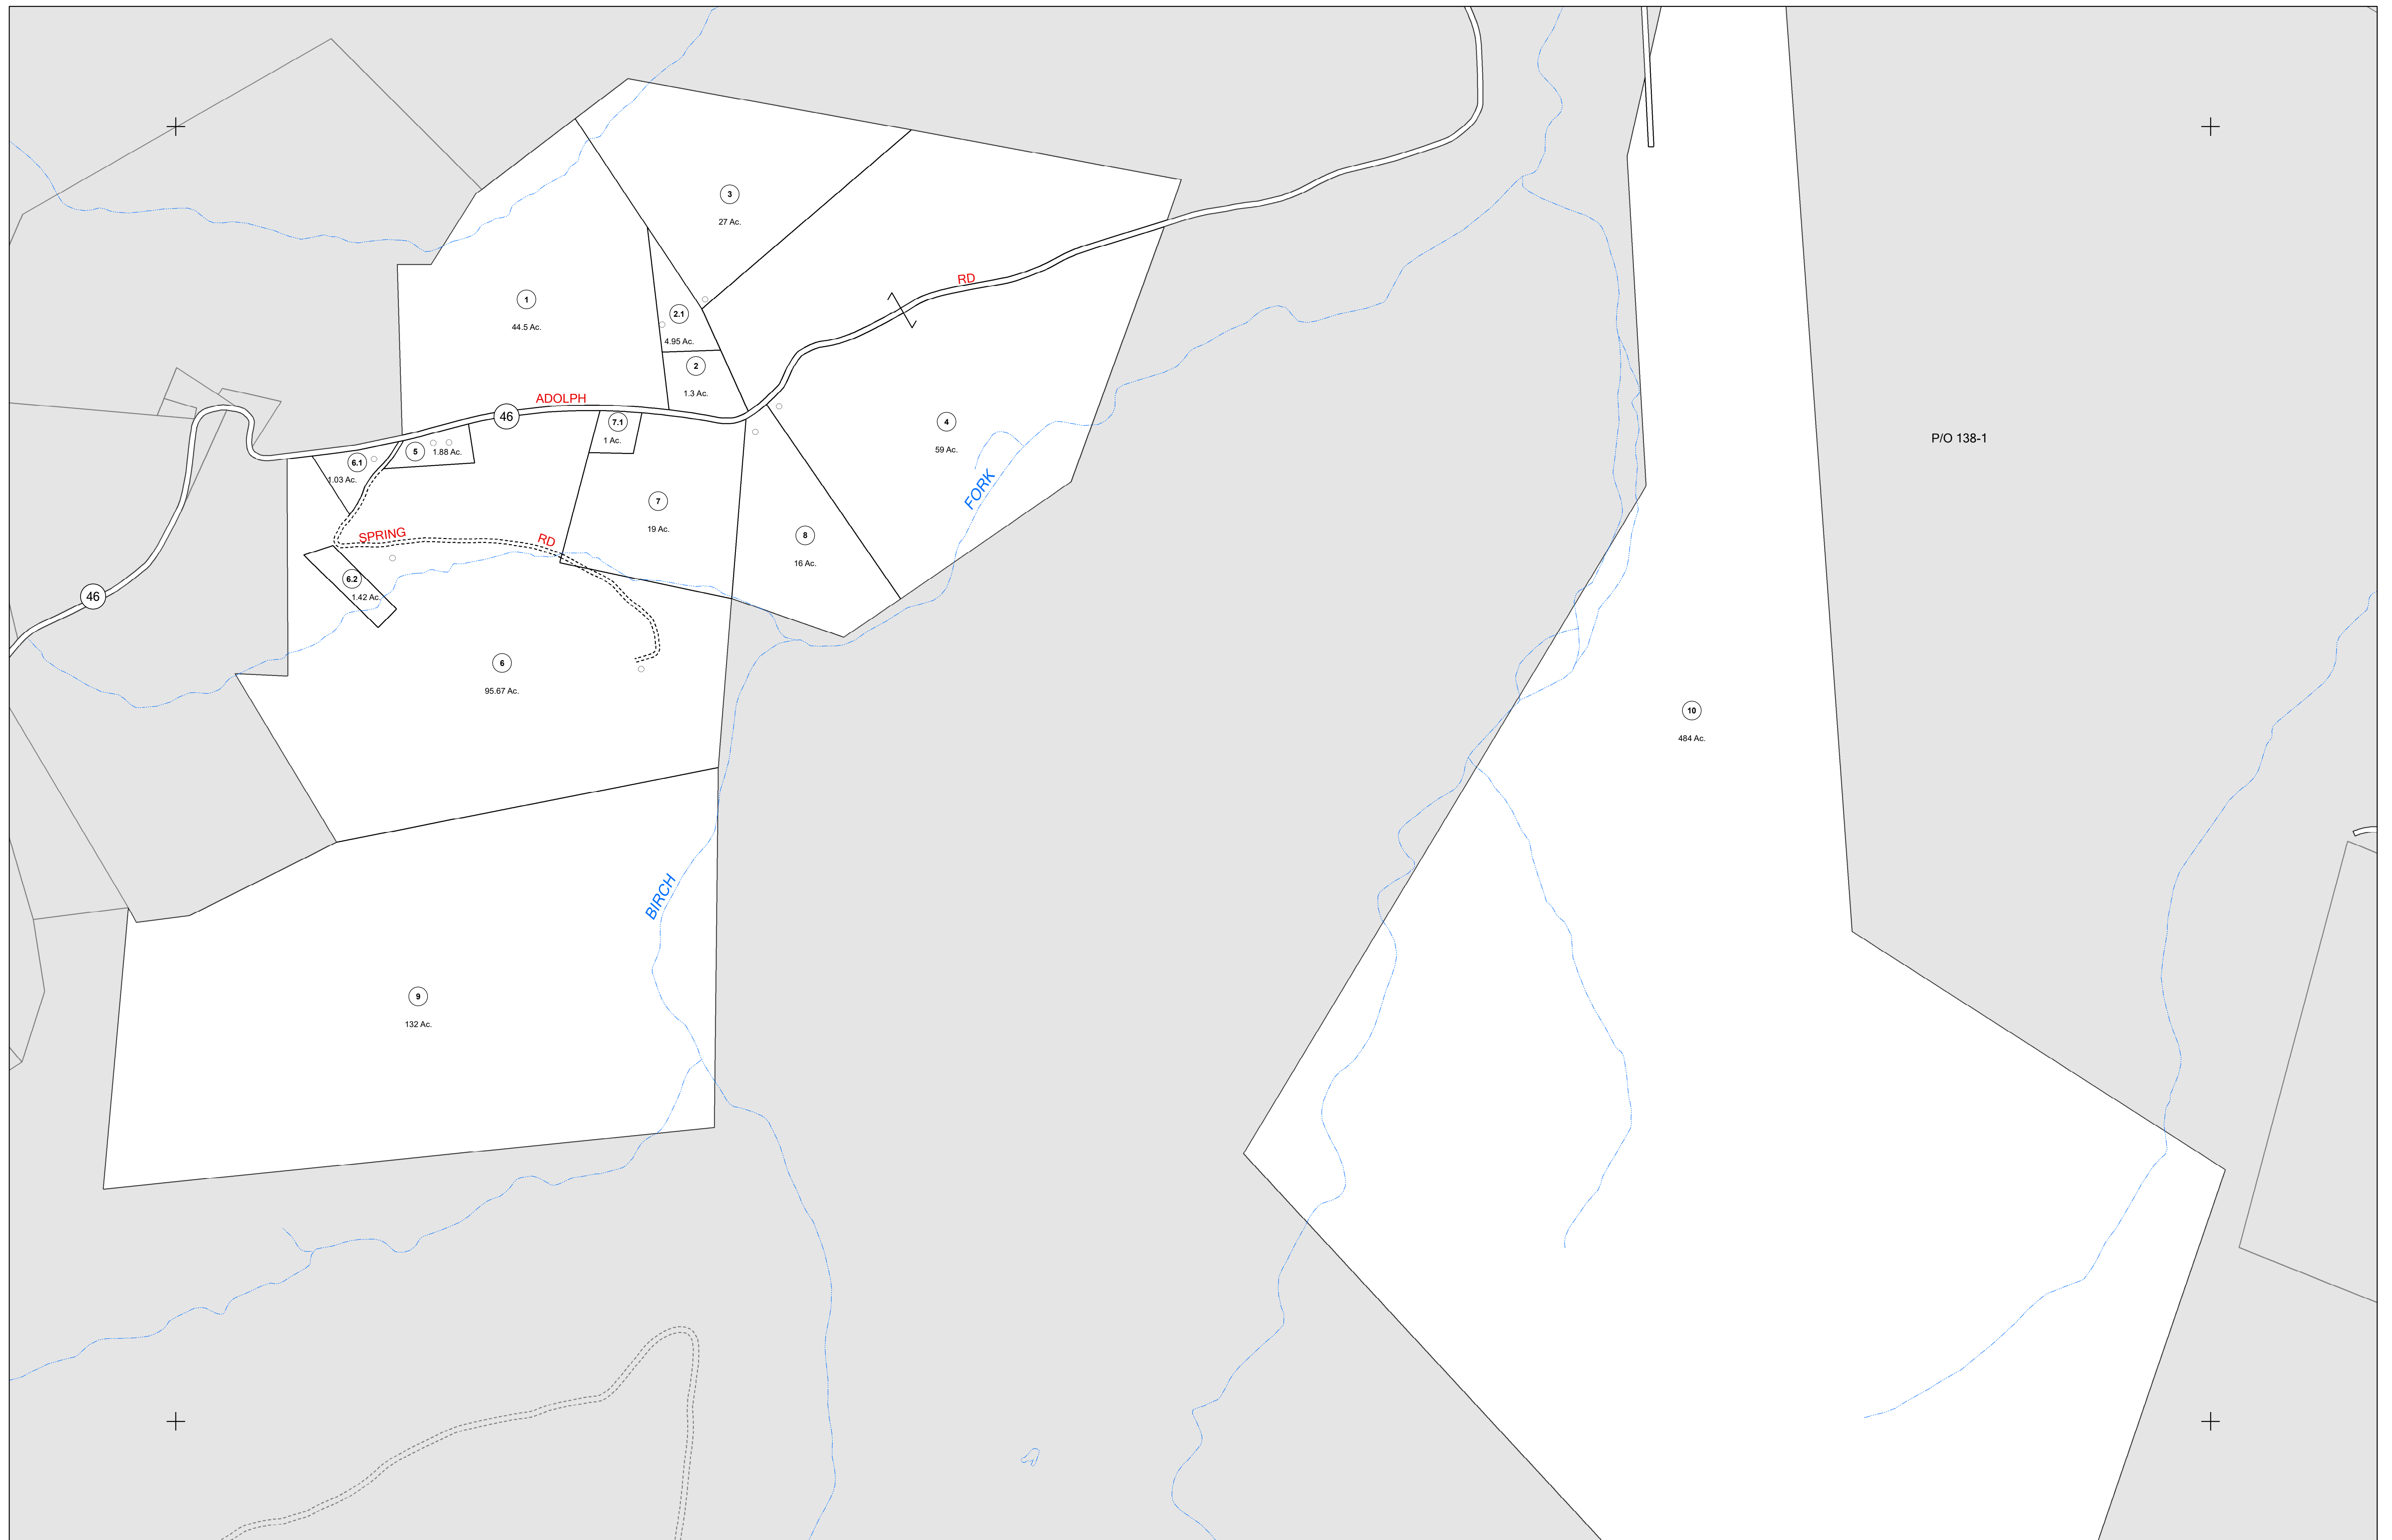 3
27 Ac.
RD
1
44.5 Ac.
2.1
4.95 Ac.
2
1.3 Ac.
ADOLPH
46
7.1
1 Ac.
4
59 Ac.
P/O 138-1
5
1.88 Ac.
6.1
1.03 Ac.
FORK
7
19 Ac.
SPRING
RD
8
16 Ac.
6.2
1.42 Ac.
46
6
95.67 Ac.
10
484 Ac.
BIRCH
9
132 Ac.